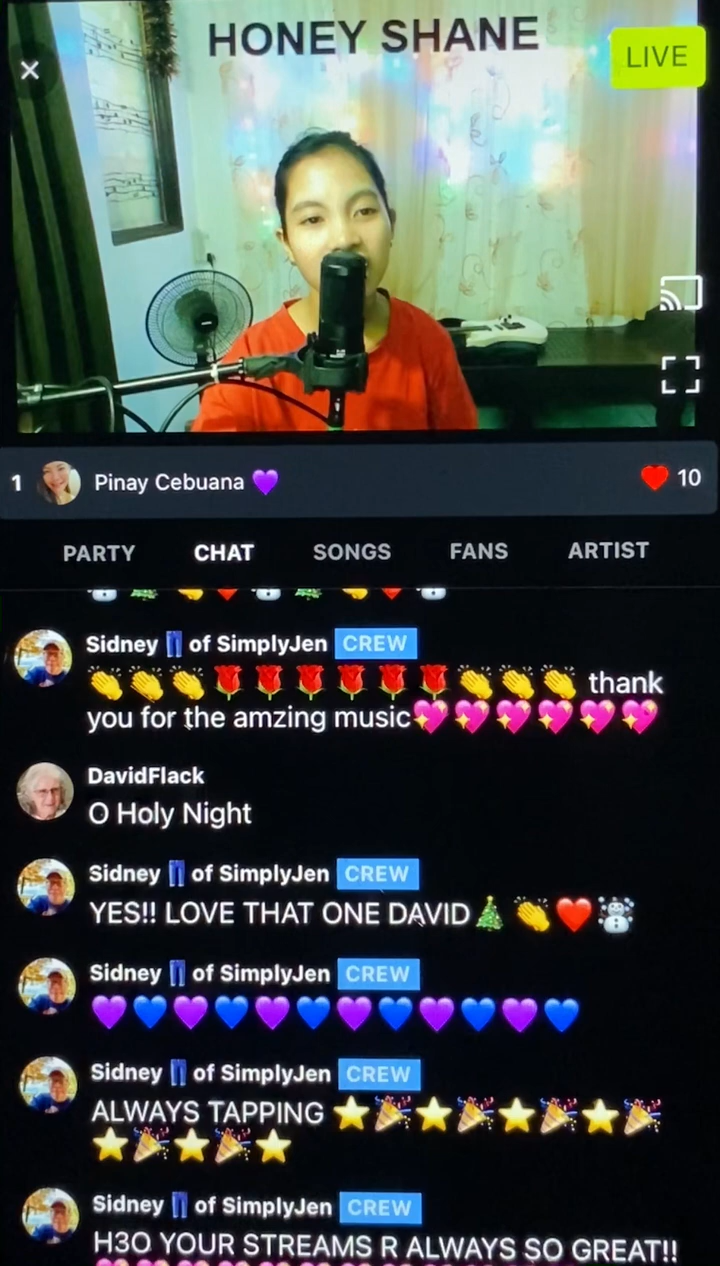 HONEY SHANE
LIVE
1 Pinay Cebuana 💜 ❤️ 10
PARTY CHAT SONGS FANS ARTIST
Sidney 👖 of SimplyJen CREW
👏👏👏🌹🌹🌹🌹🌹🌹👏👏👏 thank
you for the amzing music💖💖💖💖💖💖
DavidFlack
O Holy Night
Sidney 👖 of SimplyJen CREW
YES!! LOVE THAT ONE DAVID🎄👏❤️☃️
Sidney 👖 of SimplyJen CREW
💜💙💜💙💜💙💜💙💜💙💜💙
Sidney 👖 of SimplyJen CREW
ALWAYS TAPPING ⭐🎉⭐🎉⭐🎉⭐🎉
⭐🎉⭐🎉⭐
Sidney 👖 of SimplyJen CREW
H3O YOUR STREAMS R ALWAYS SO GREAT!!